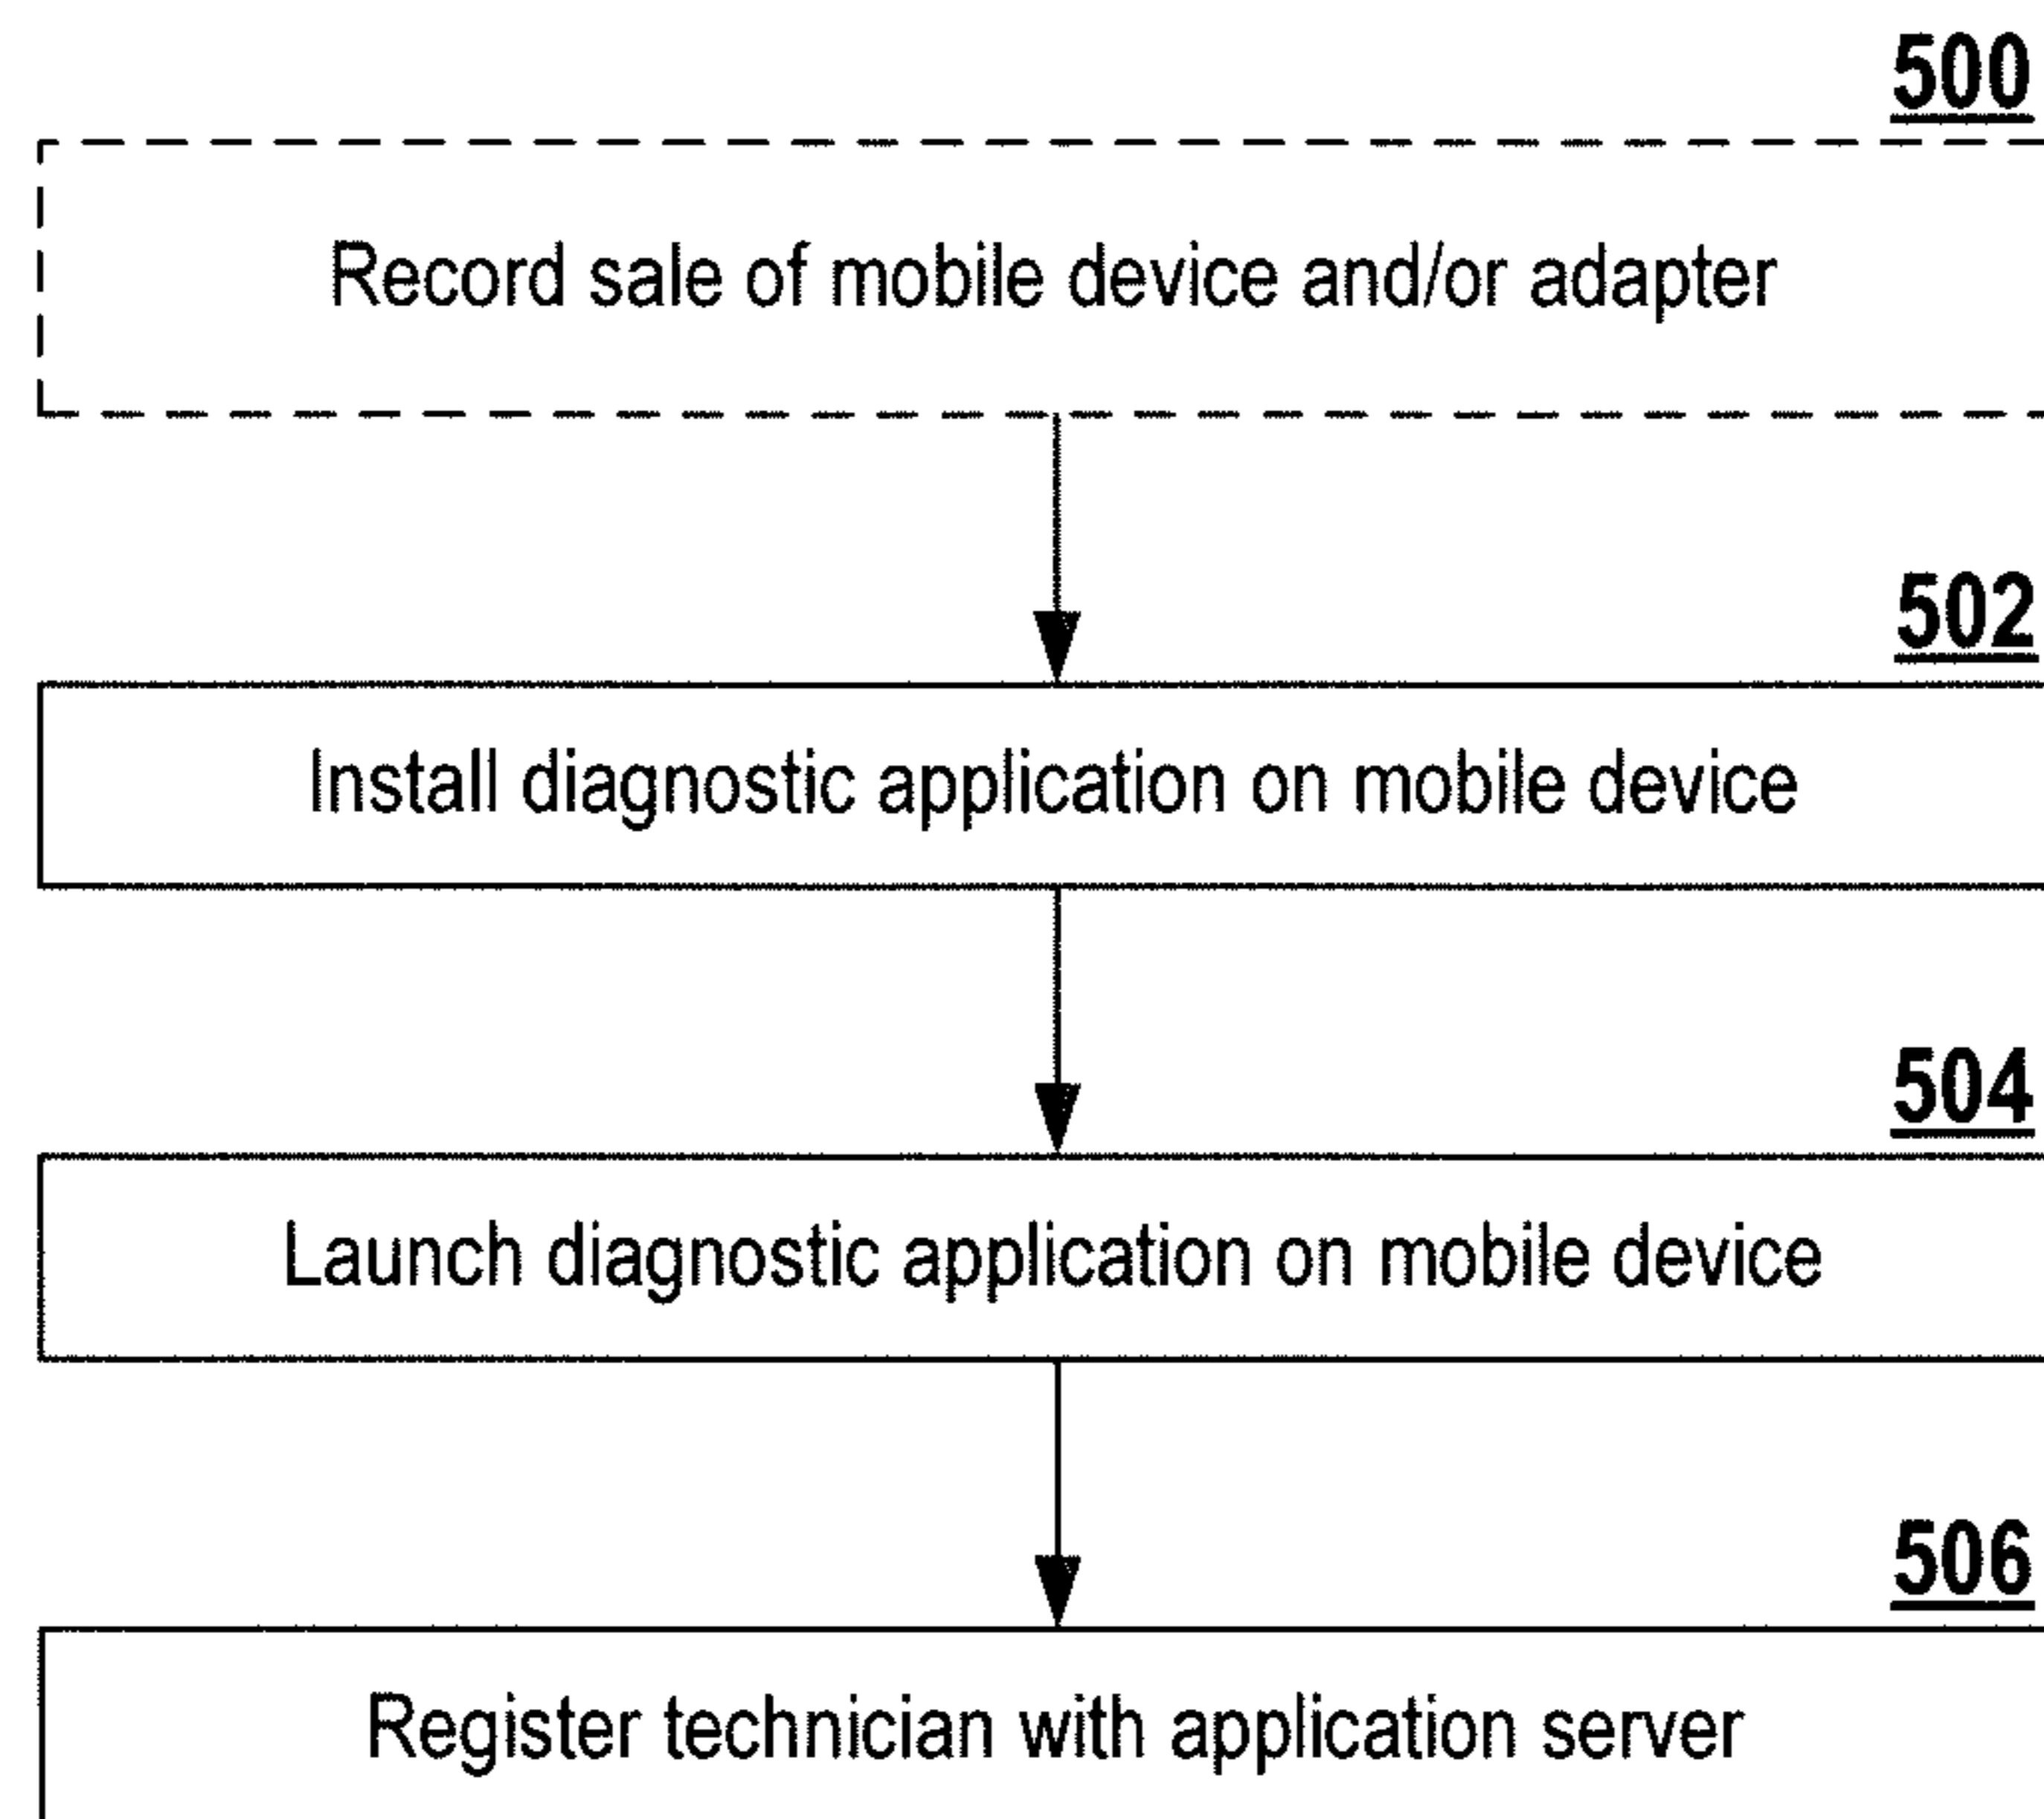 500
Record sale of mobile device and/or adapter
502
Install diagnostic application on mobile device
504
Launch diagnostic application on mobile device
506
Register technician with application server